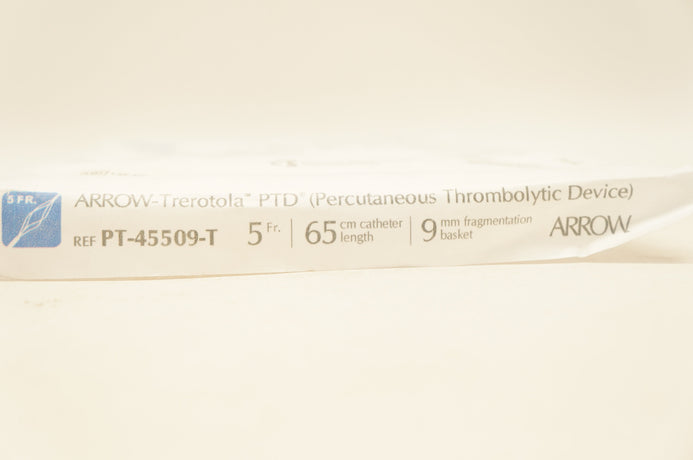 5 FR.
ARROW-Trerotola™ PTD® (Percutaneous Thrombolytic Device)
REF PT-45509-T 5 Fr. 65 cm catheter length 9 mm fragmentation basket ARROW